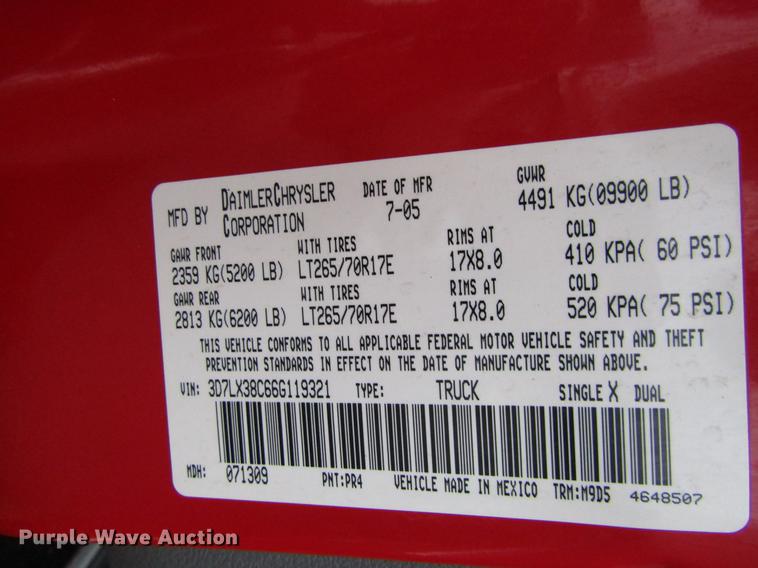 MFD BY DAIMLERCHRYSLER CORPORATION DATE OF MFR 7-05 GVWR 4491 KG(09900 LB)
GAWR FRONT WITH TIRES RIMS AT COLD
2359 KG(5200 LB) LT265/70R17E 17X8.0 410 KPA( 60 PSI)
GAWR REAR WITH TIRES RIMS AT COLD
2813 KG(6200 LB) LT265/70R17E 17X8.0 520 KPA( 75 PSI)
THIS VEHICLE CONFORMS TO ALL APPLICABLE FEDERAL MOTOR VEHICLE SAFETY AND THEFT
PREVENTION STANDARDS IN EFFECT ON THE DATE OF MANUFACTURE SHOWN ABOVE.
VIN: 3D7LX38C66G119321 TYPE: TRUCK SINGLE X DUAL
MDH: 071309 PNT:PR4 VEHICLE MADE IN MEXICO TRM:M9D5 4648507
Purple Wave Auction